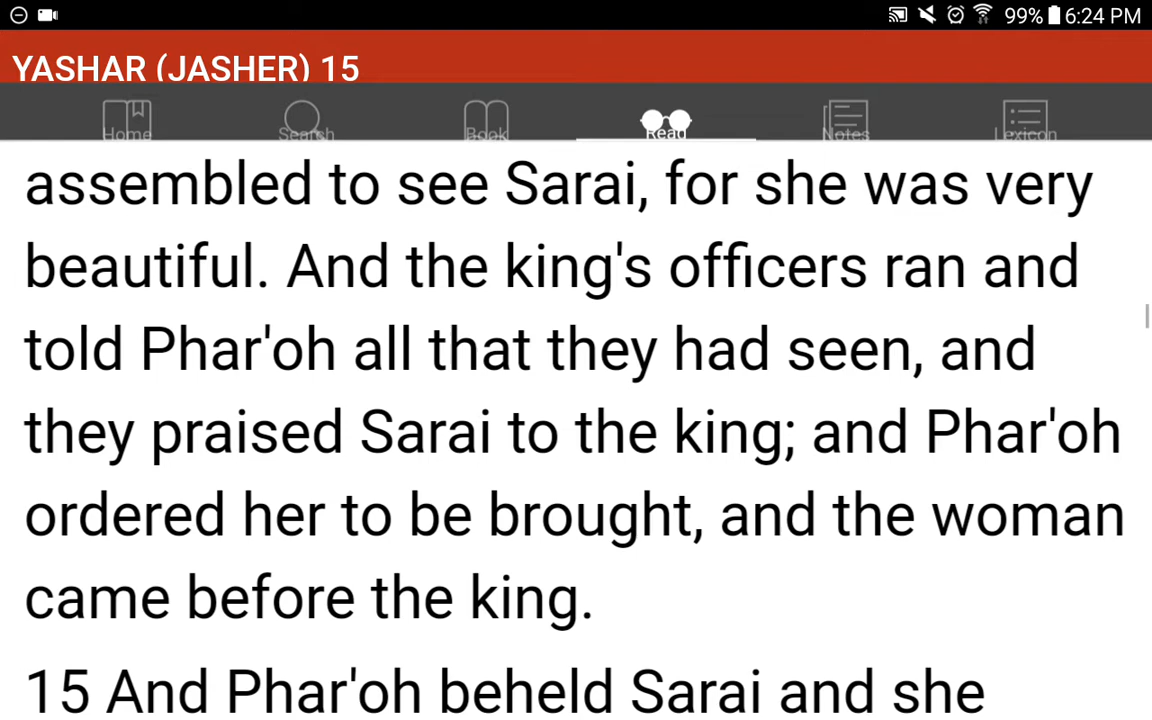 99% 6:24 PM
YASHAR (JASHER) 15
Home Search Book Read Notes Lexicon
assembled to see Sarai, for she was very
beautiful. And the king's officers ran and
told Phar'oh all that they had seen, and
they praised Sarai to the king; and Phar'oh
ordered her to be brought, and the woman
came before the king.
15 And Phar'oh beheld Sarai and she